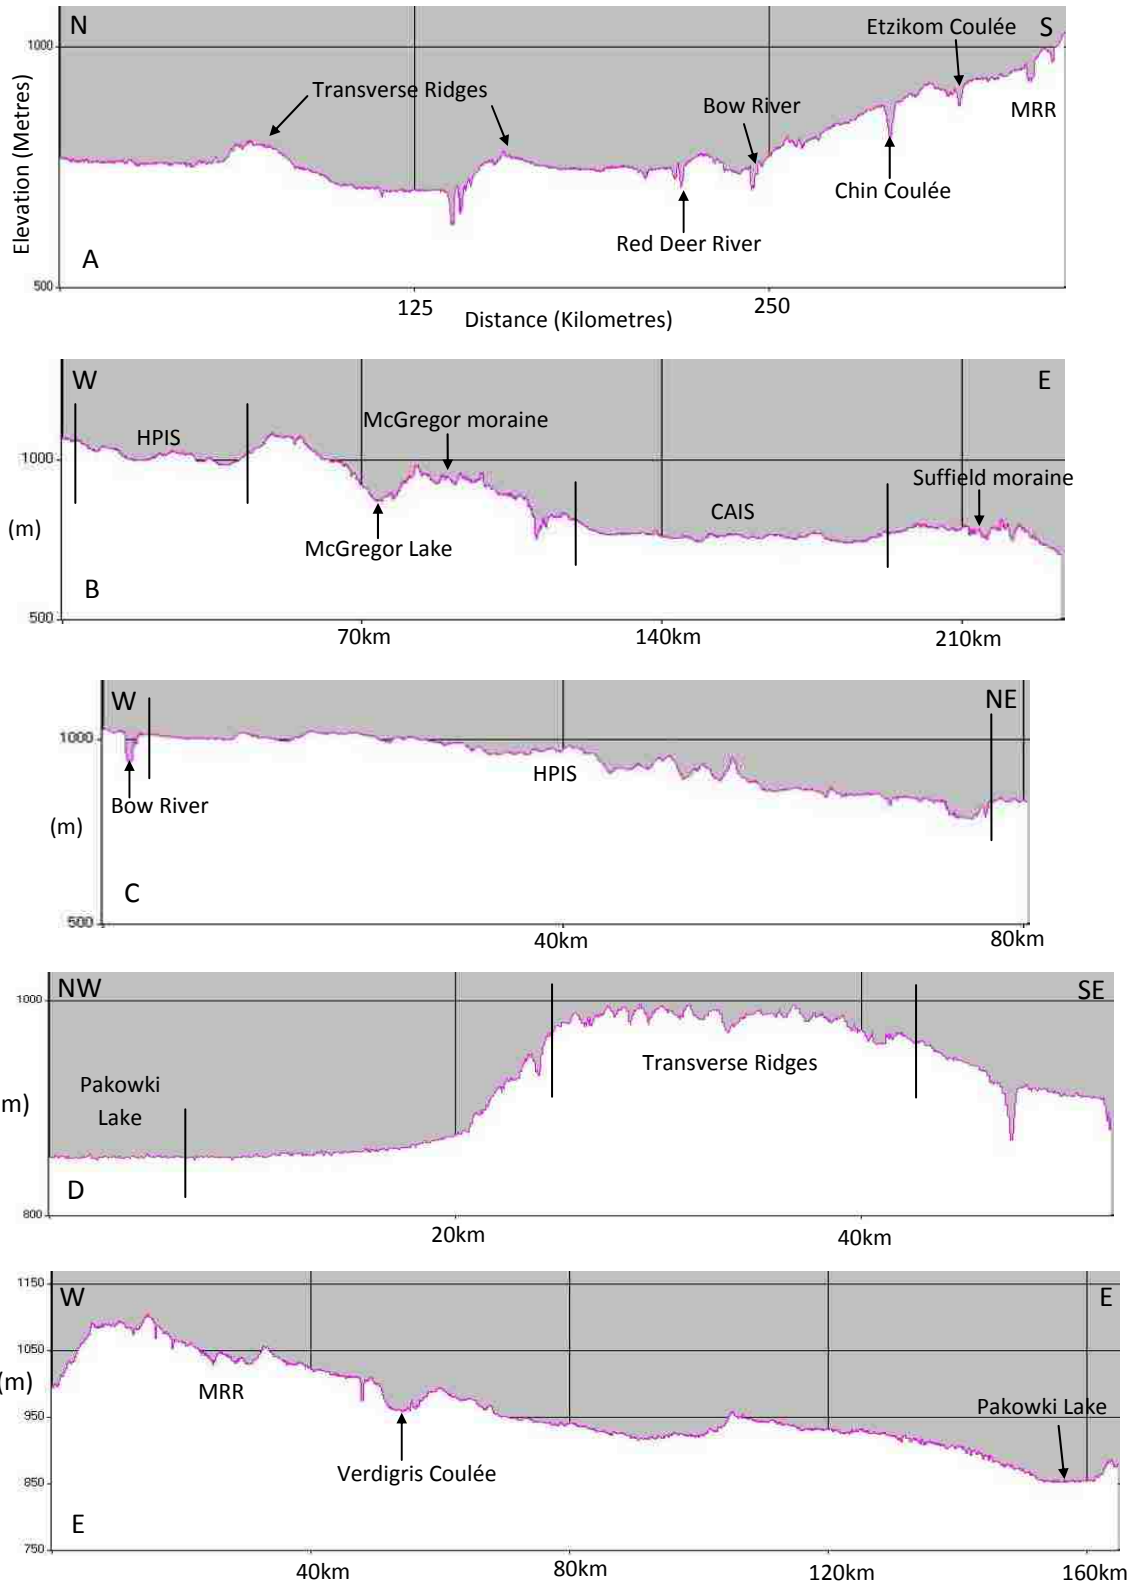 N
S
Etzikom Coulée
1000
Transverse Ridges
Bow River
MRR
Elevation (Metres)
Chin Coulée
Red Deer River
A
500
125
250
Distance (Kilometres)
W
E
McGregor moraine
HPIS
1000
Suffield moraine
CAIS
(m)
McGregor Lake
B
500
70km
140km
210km
W
NE
1000
HPIS
Bow River
(m)
C
500
40km
80km
NW
SE
1000
Transverse Ridges
Pakowki
Lake
m)
D
800
20km
40km
1150
W
E
1050
MRR
(m)
950
Pakowki Lake
Verdigris Coulée
850
E
750
40km
80km
120km
160km